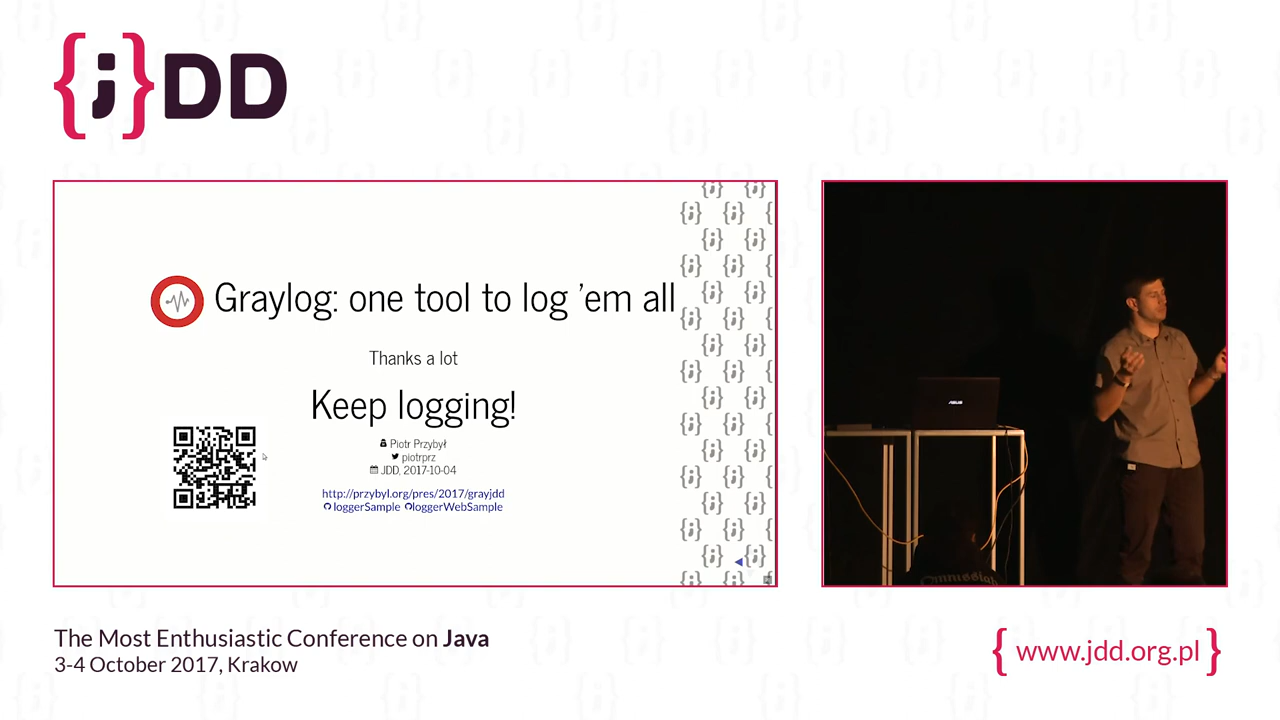 {;}DD
Graylog: one tool to log 'em all
Thanks a lot
Keep logging!
Piotr Przybył
piotrprz
JDD, 2017-10-04
http://przybyl.org/pres/2017/grayjdd
loggerSample loggerWebSample
ASUS
Omnissiah
The Most Enthusiastic Conference on Java
3-4 October 2017, Krakow
{ www.jdd.org.pl }